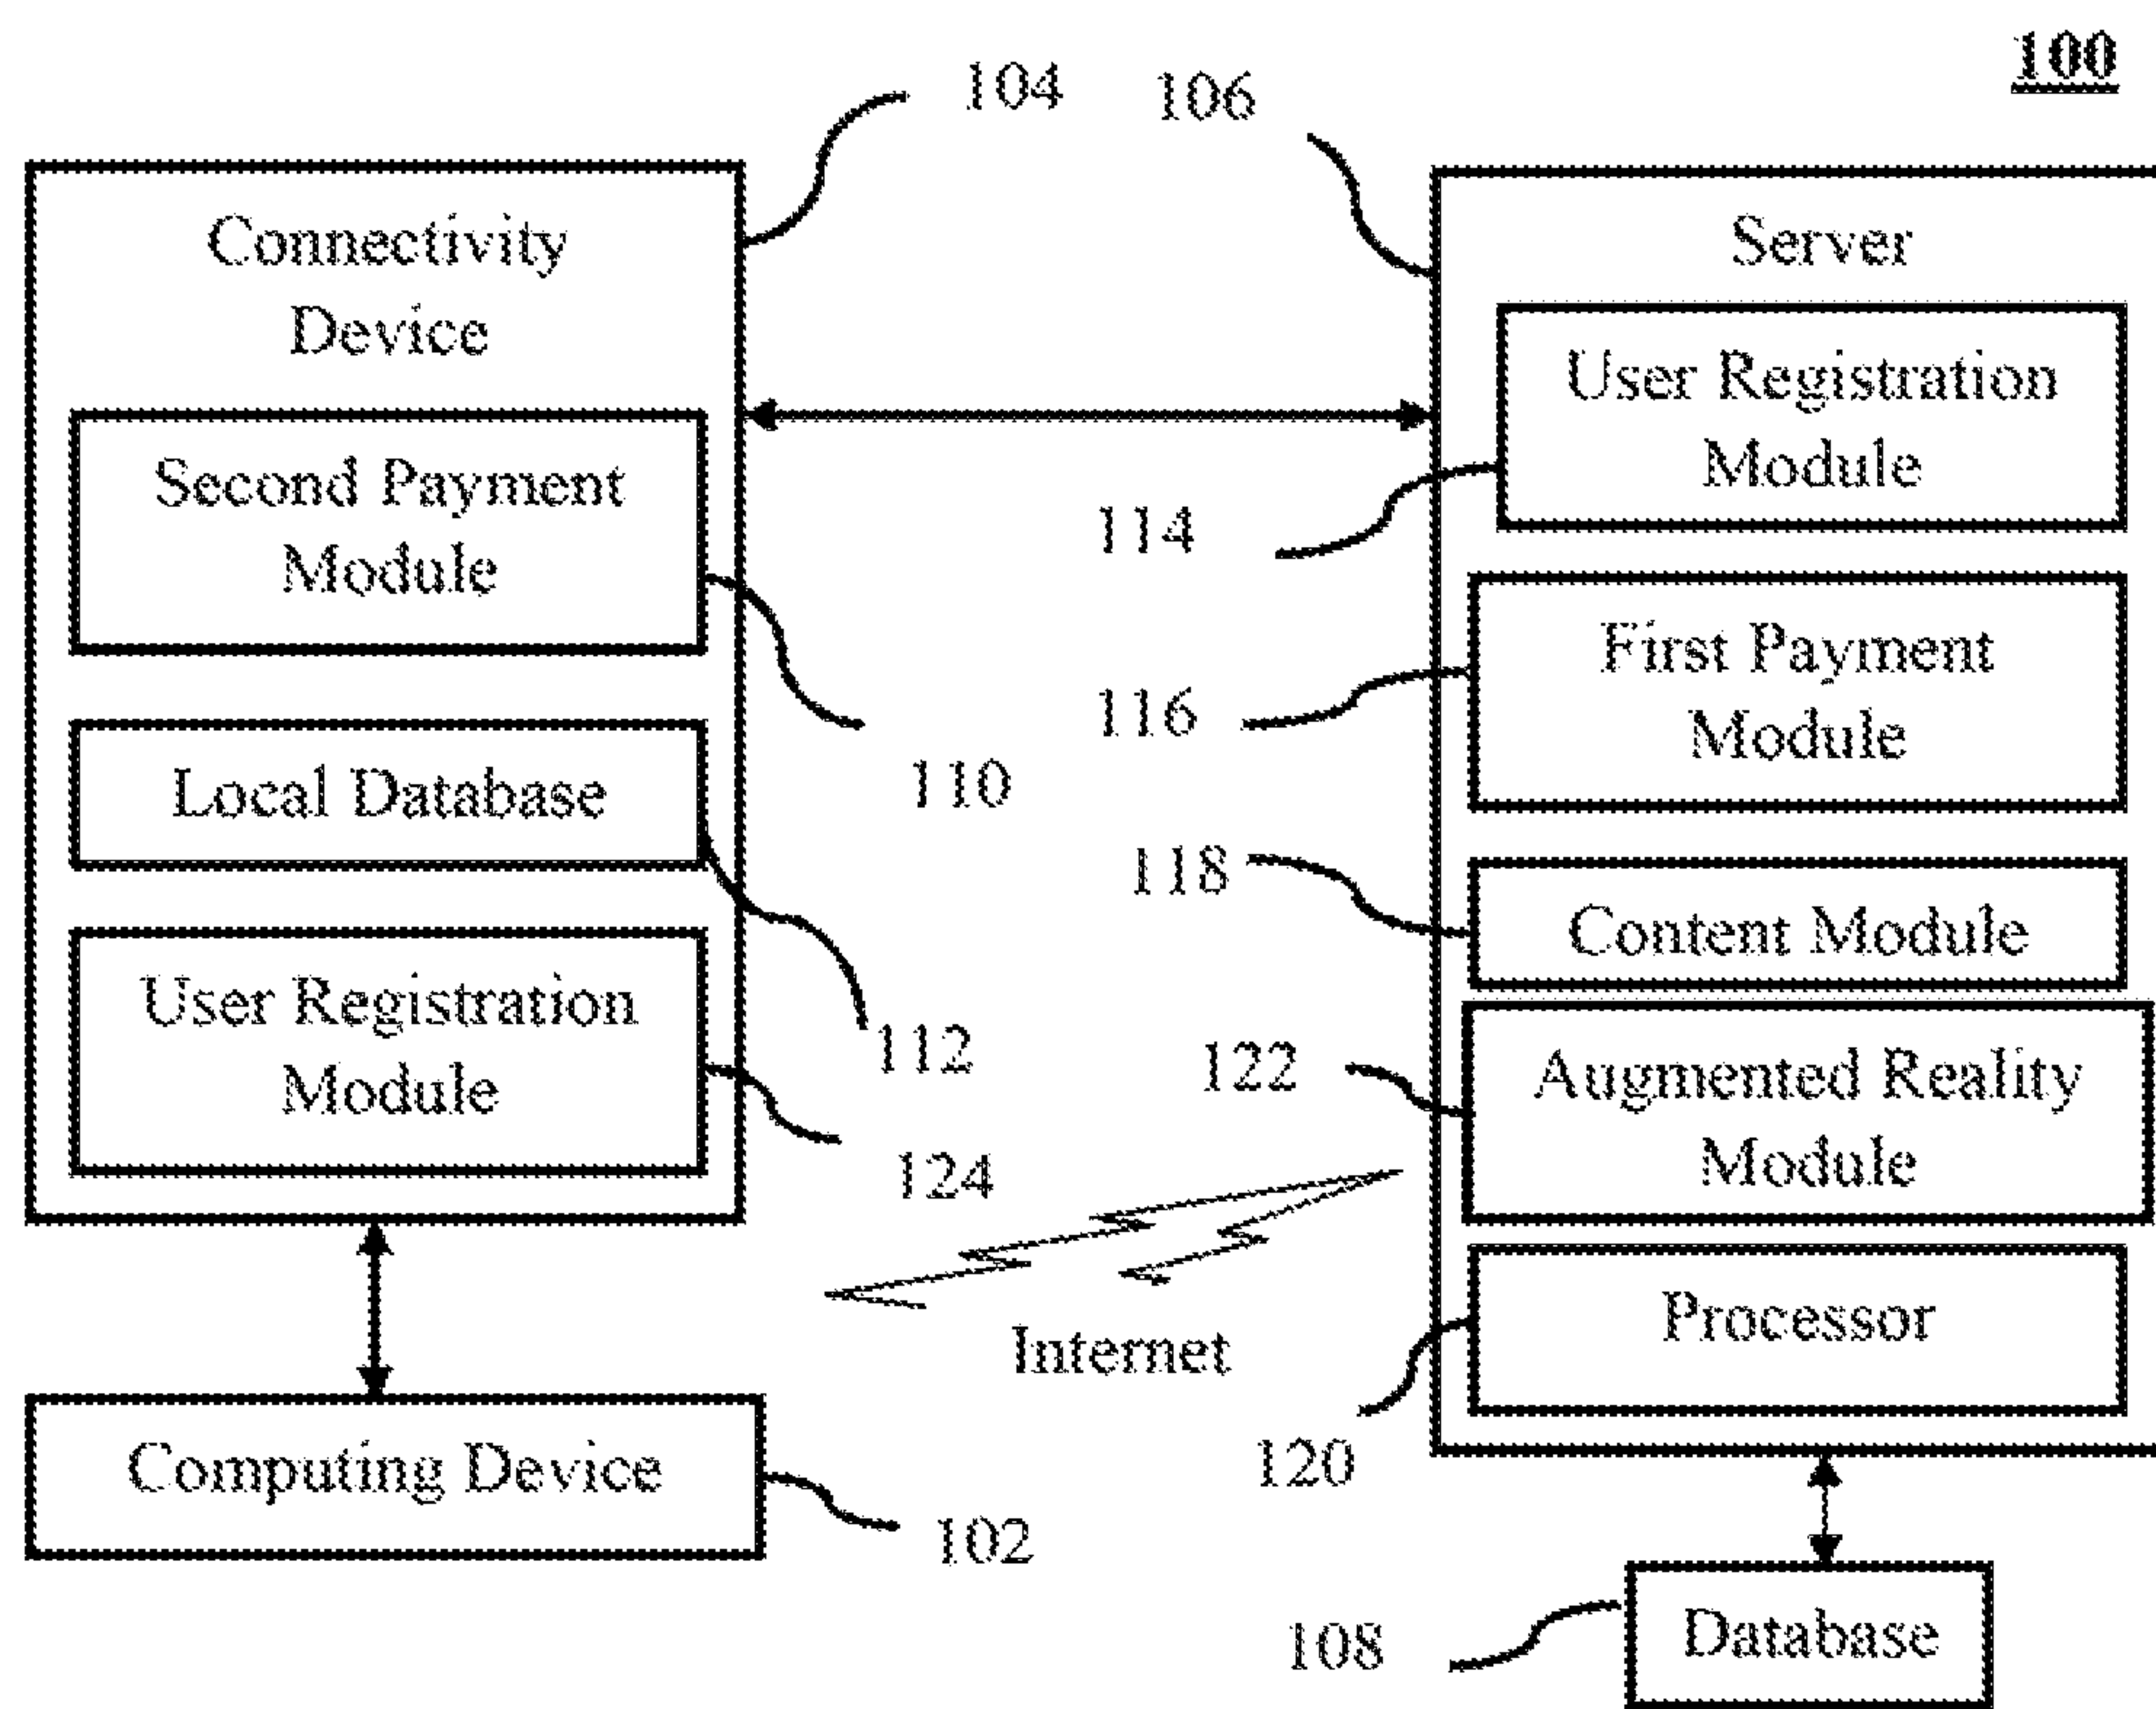 100
104
106
Connectivity
Device
Second Payment
Module
110
Local Database
112
User Registration
Module
124
Computing Device
102
Internet
Server
User Registration
Module
114
First Payment
Module
116
Content Module
118
Augmented Reality
Module
122
Processor
120
Database
108